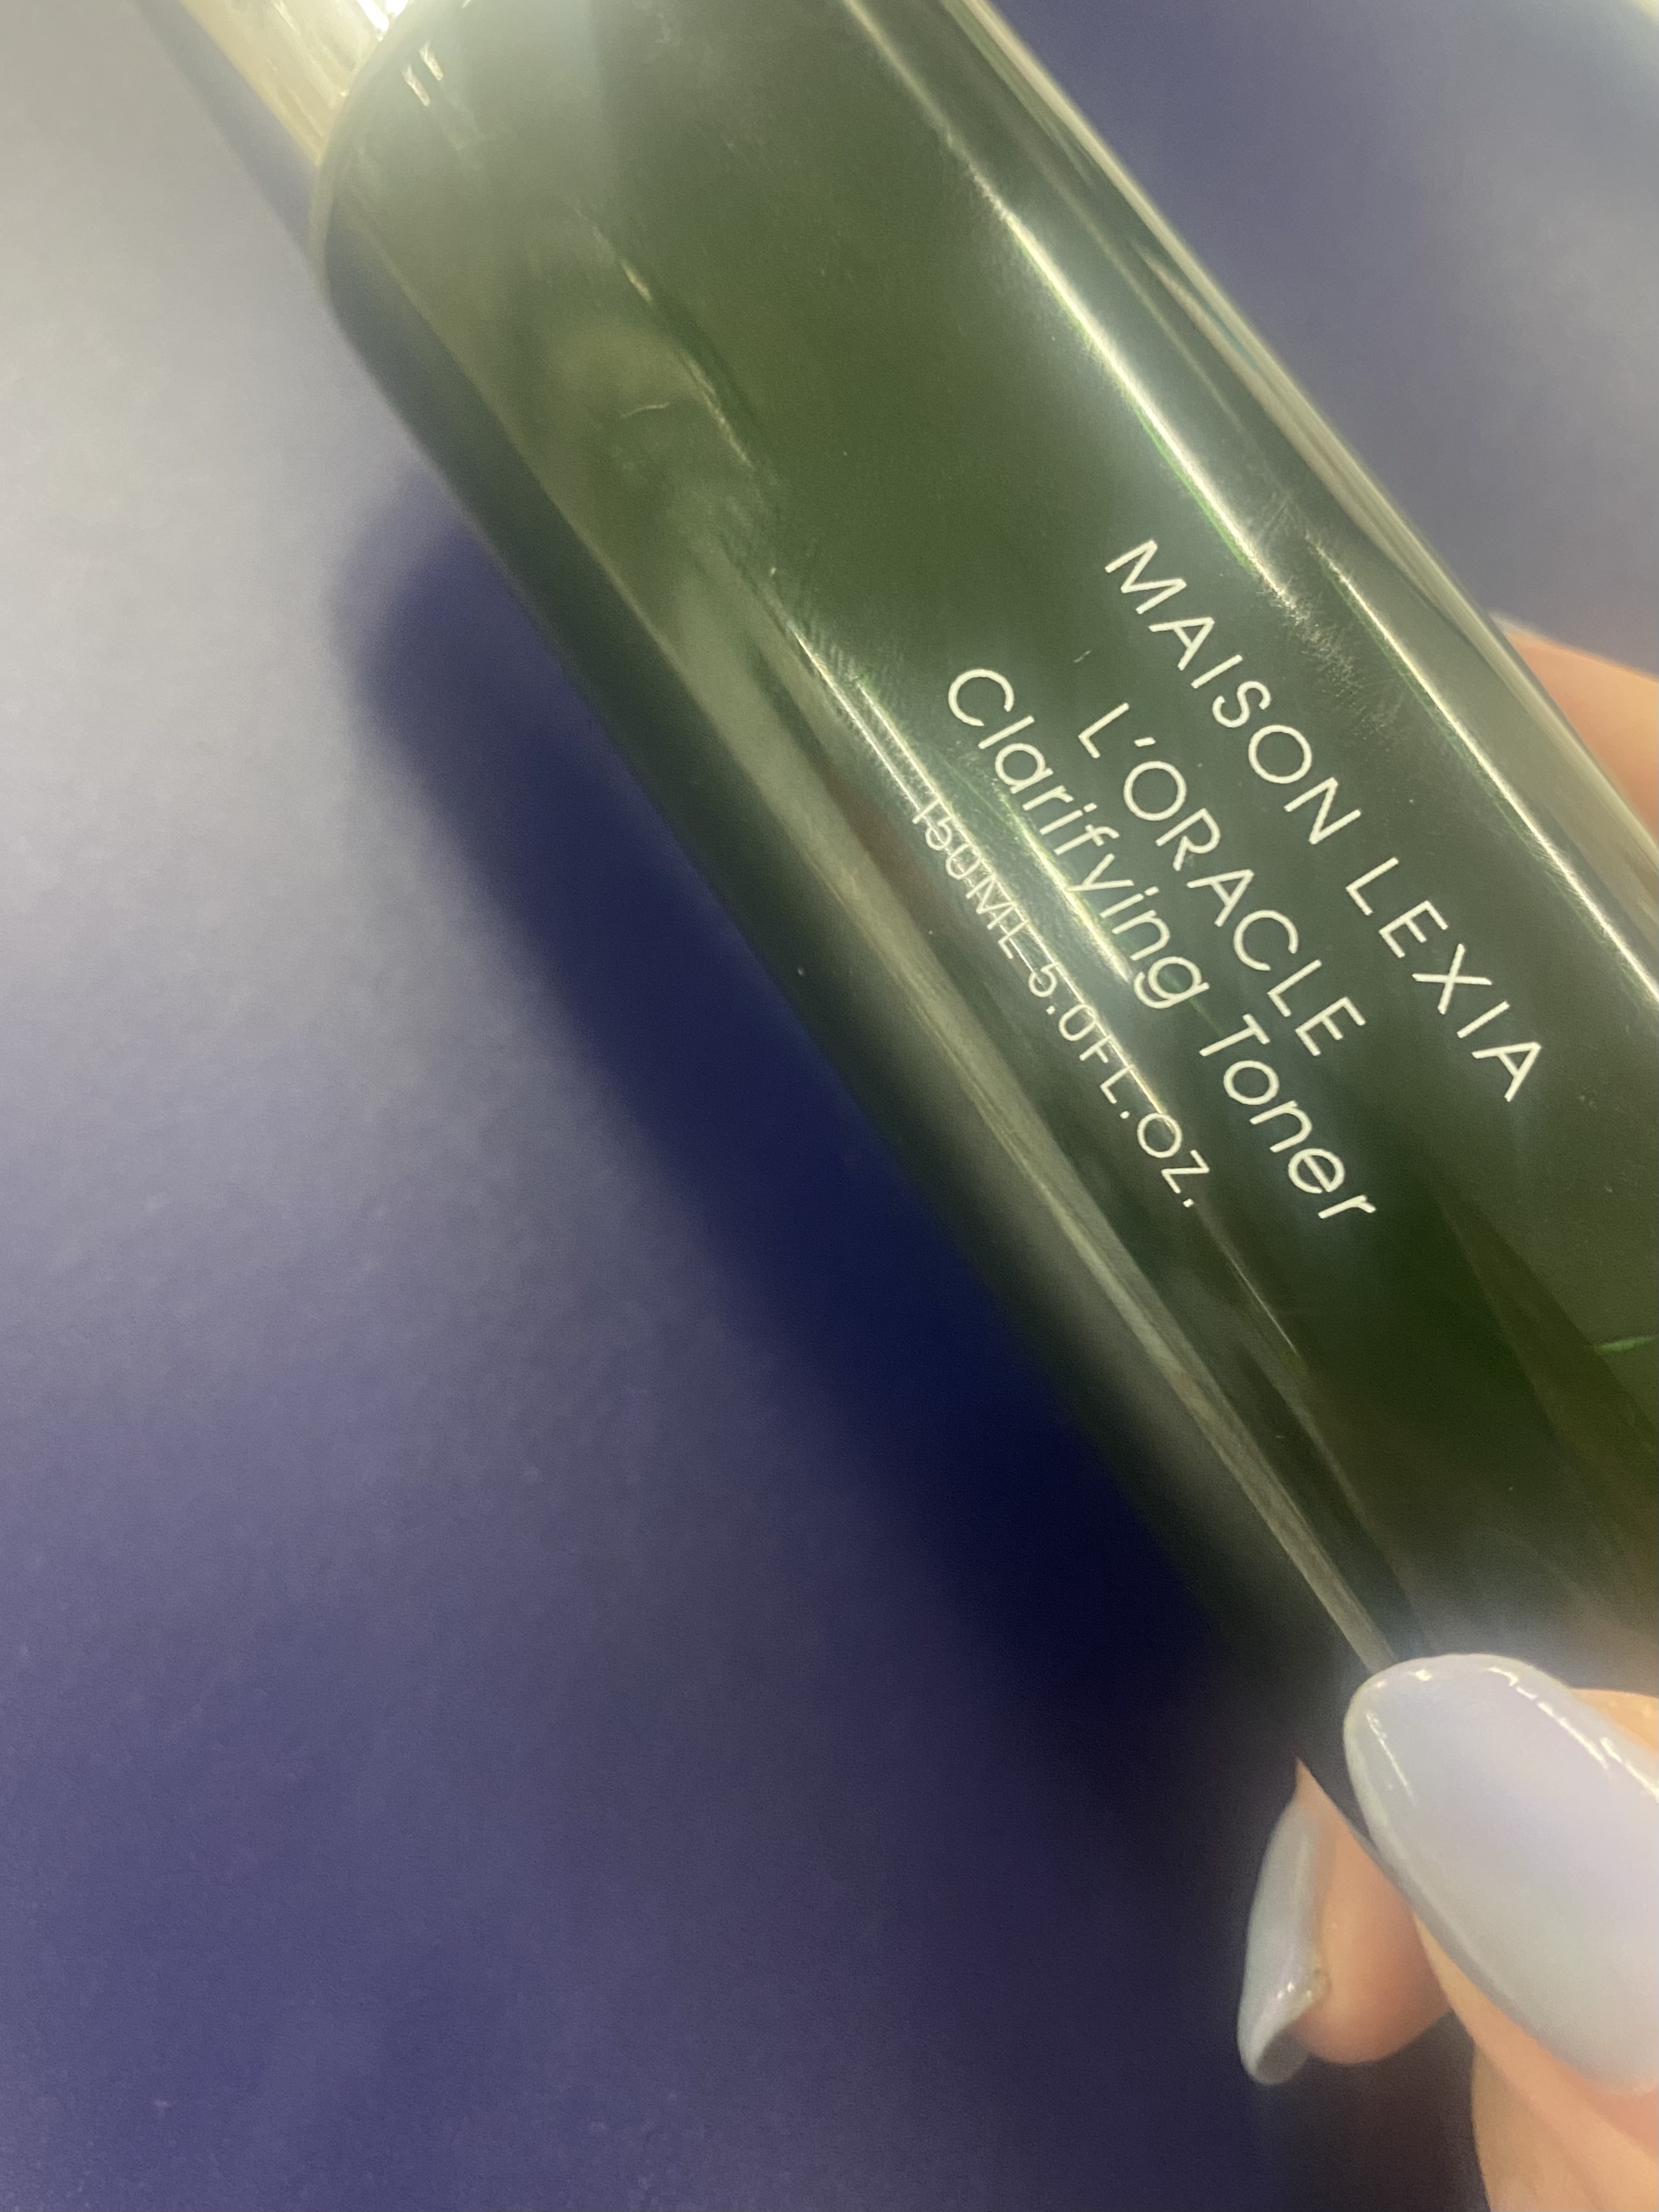 MAISON LEXIA
L'ORACLE
Clarifying Toner
150ML 5.0FL.OZ.